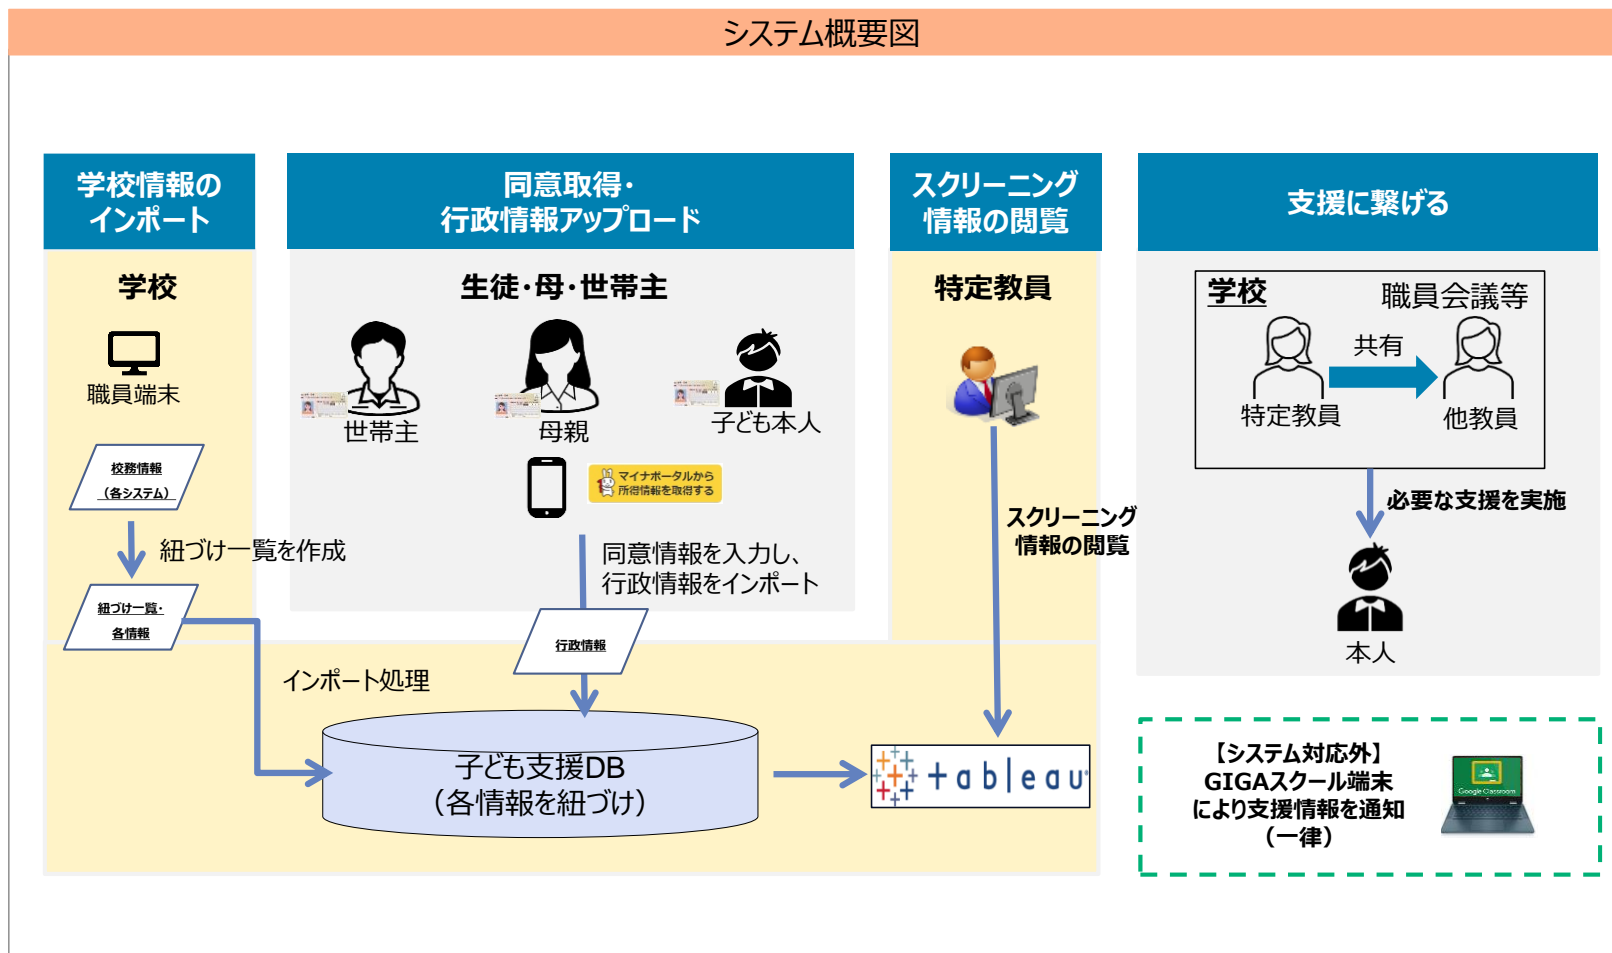 システム概要図
学校情報の
インポート
同意取得・
行政情報アップロード
スクリーニング
情報の閲覧
支援に繋げる
学校
職員端末
校務情報
（各システム）
紐づけ一覧を作成
紐づけ一覧・
各情報
生徒・母・世帯主
世帯主
母親
子ども本人
マイナポータルから
所得情報を取得する
同意情報を入力し、
行政情報をインポート
行政情報
インポート処理
子ども支援DB
（各情報を紐づけ）
特定教員
スクリーニング
情報の閲覧
+ableau
学校
職員会議等
共有
特定教員
他教員
必要な支援を実施
本人
【システム対応外】
GIGAスクール端末
により支援情報を通知
（一律）
Google Classroom